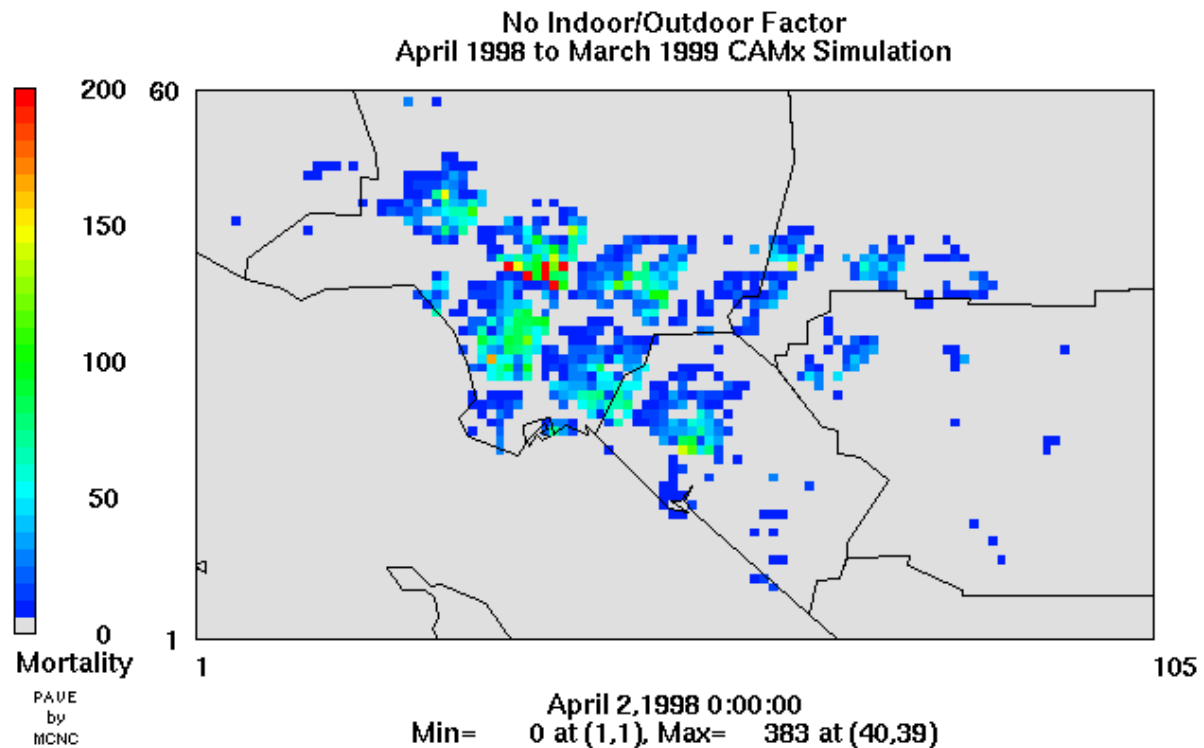 No Indoor/Outdoor Factor
April 1998 to March 1999 CAMx Simulation
200
150
100
50
0
Mortality
PAVE
by
MCNC
60
1
1
105
April 2,1998 0:00:00
Min= 0 at (1,1), Max= 383 at (40,39)